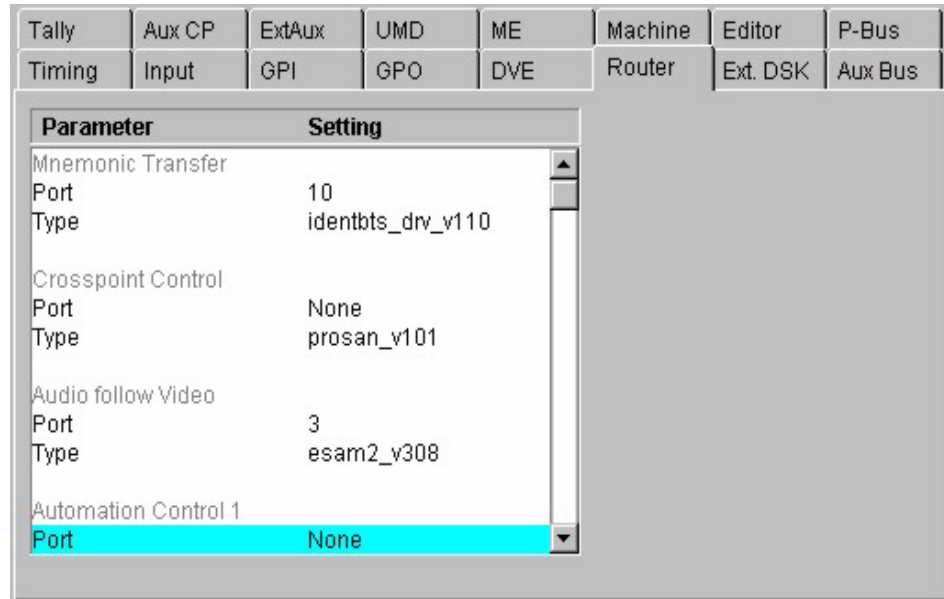 Tally Aux CP ExtAux UMD ME Machine Editor P-Bus
Timing Input GPI GPO DVE Router Ext. DSK Aux Bus
Parameter Setting
Mnemonic Transfer
Port 10
Type identbts_drv_v110
Crosspoint Control
Port None
Type prosan_v101
Audio follow Video
Port 3
Type esam2_v308
Automation Control 1
Port None